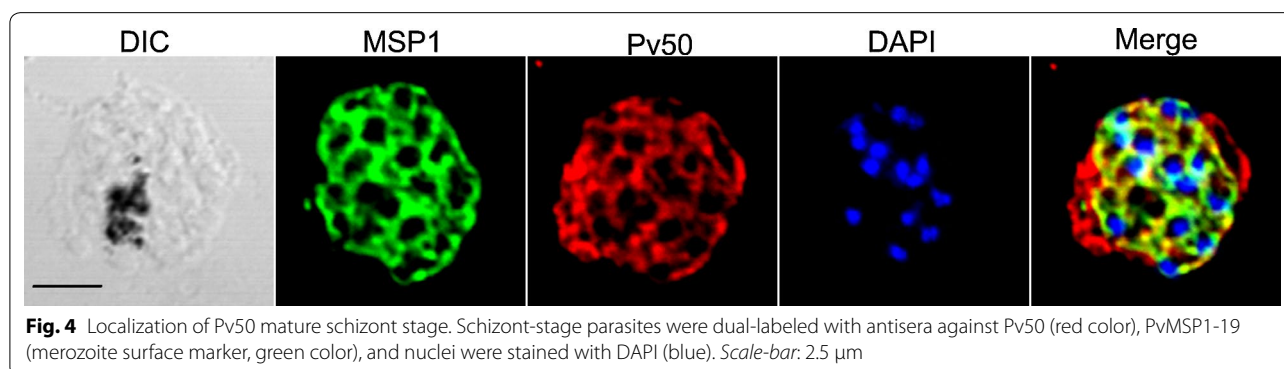 DIC MSP1 Pv50 DAPI Merge
Fig. 4 Localization of Pv50 mature schizont stage. Schizont-stage parasites were dual-labeled with antisera against Pv50 (red color), PvMSP1-19
(merozoite surface marker, green color), and nuclei were stained with DAPI (blue). Scale-bar: 2.5 μm